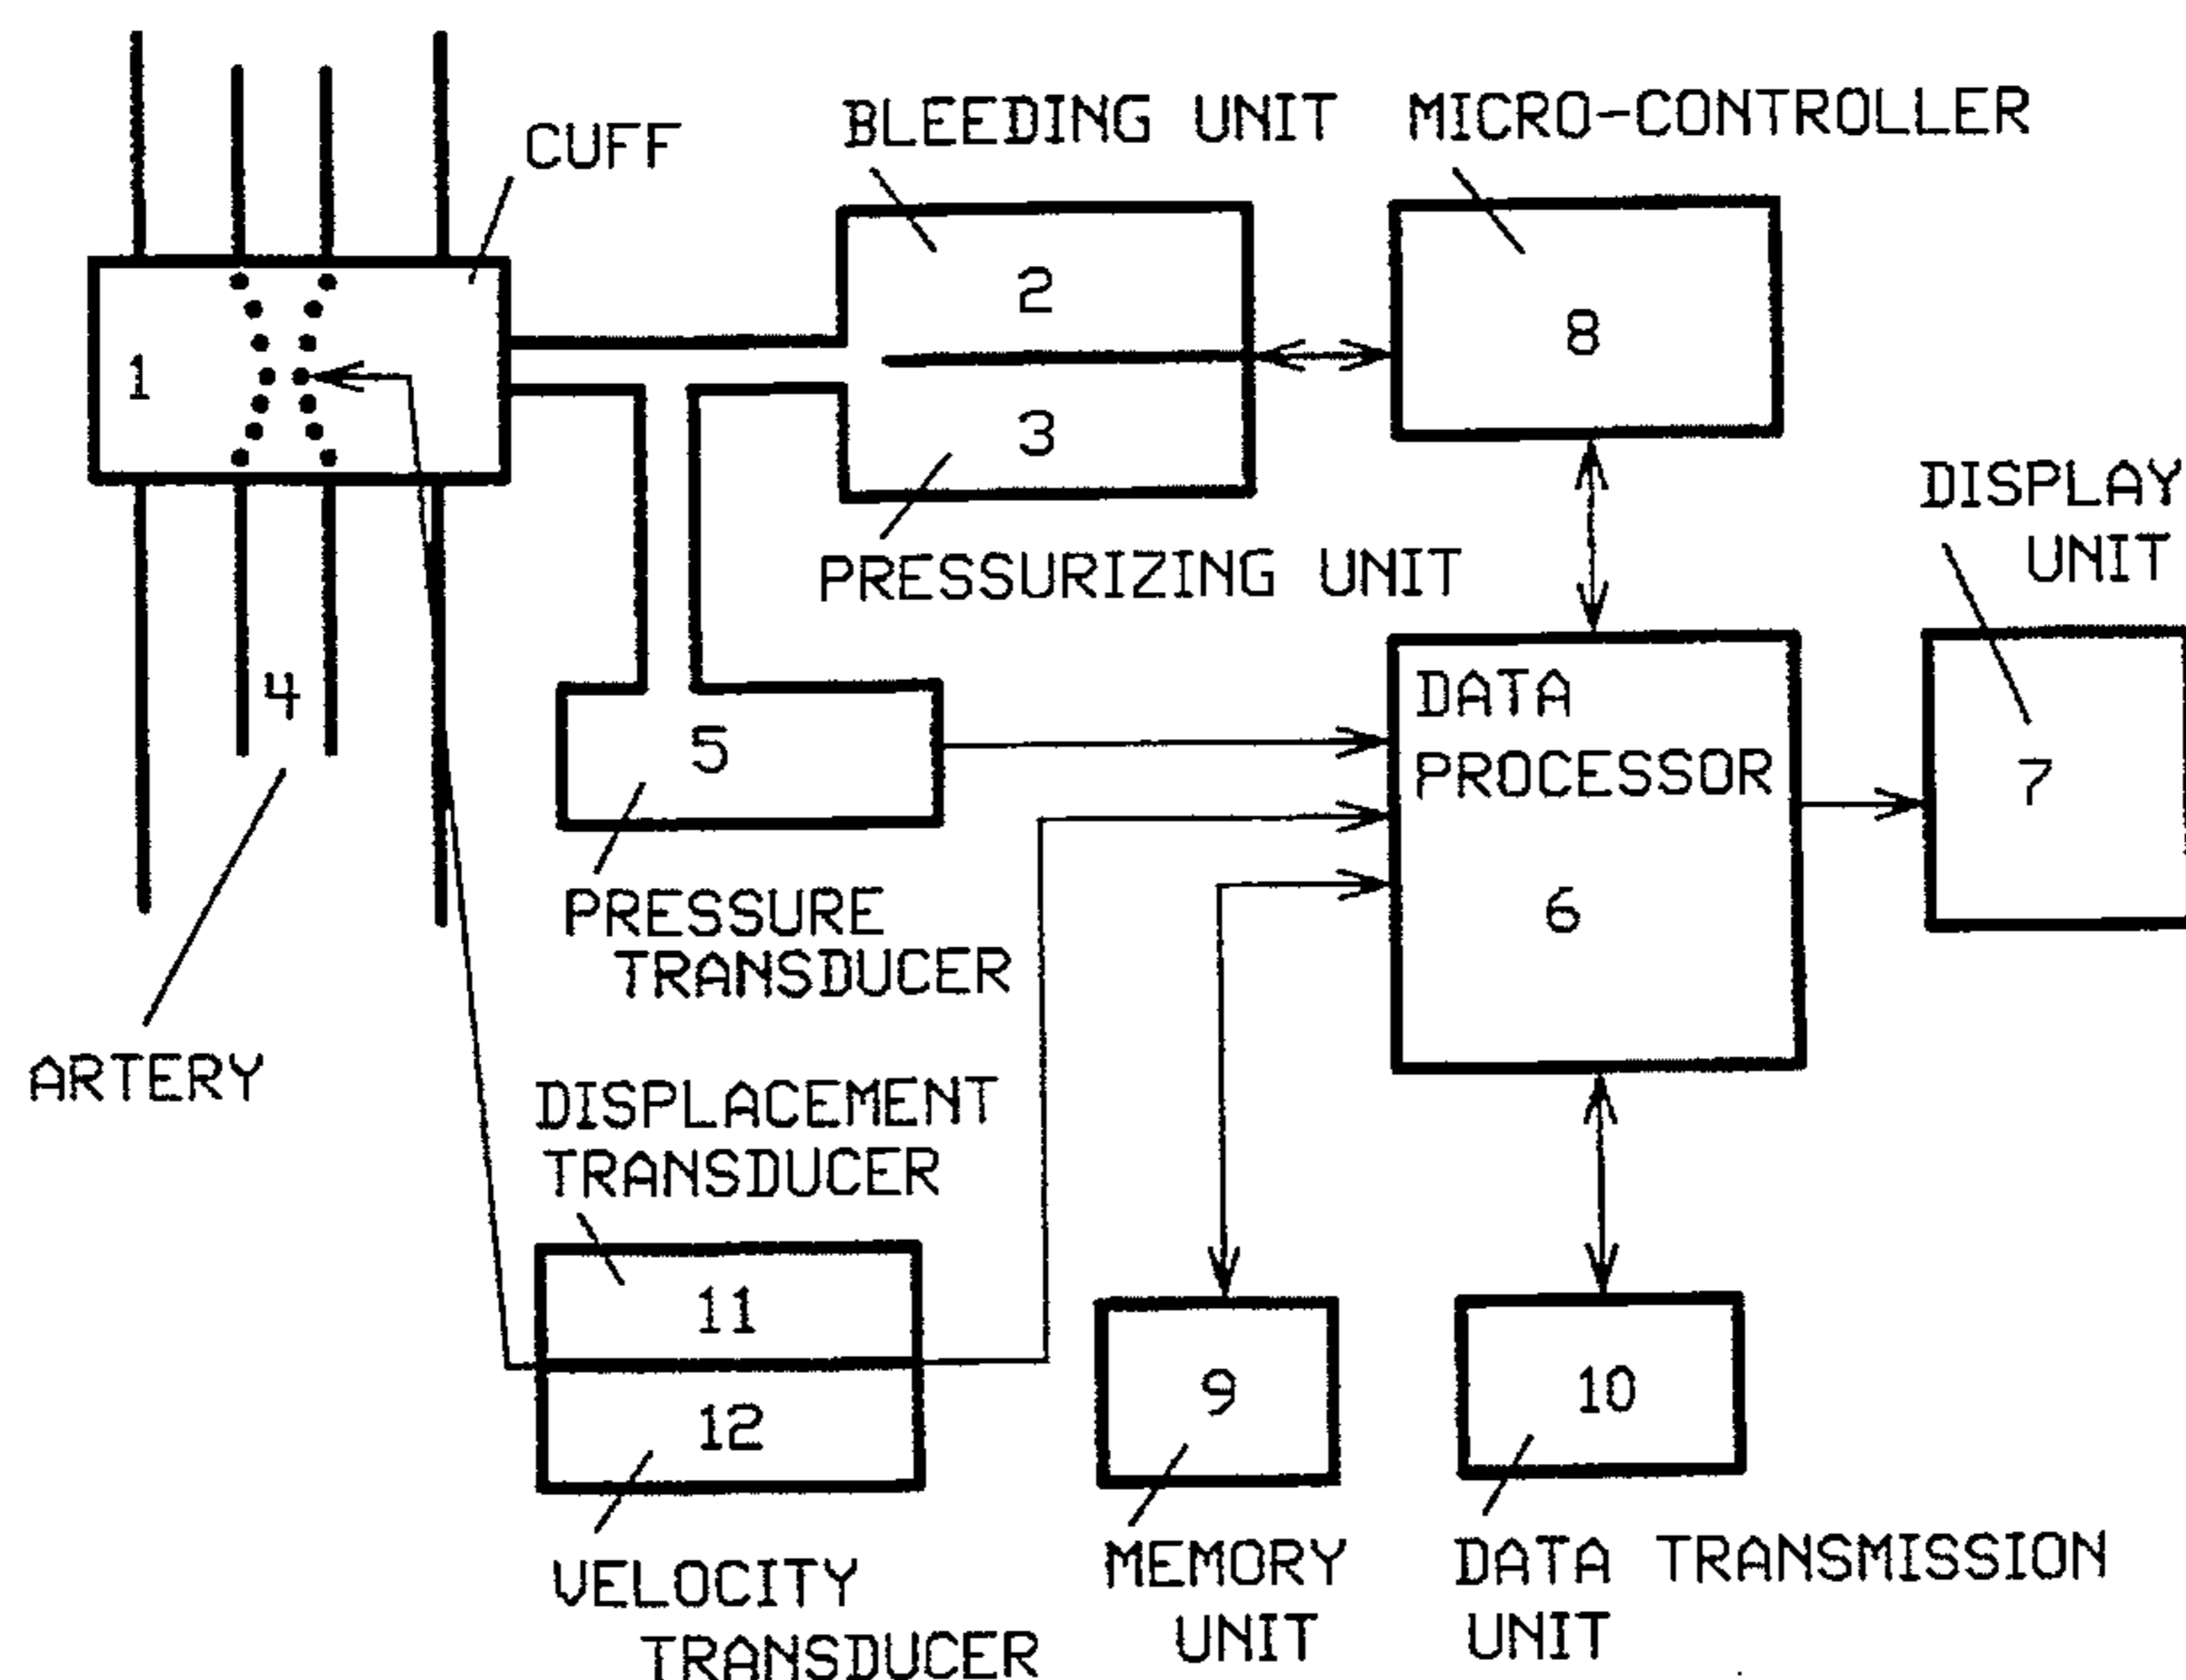 CUFF
BLEEDING UNIT
MICRO-CONTROLLER
1
2
8
3
PRESSURIZING UNIT
DISPLAY
UNIT
4
5
DATA
PROCESSOR
6
7
PRESSURE
TRANSDUCER
ARTERY
DISPLACEMENT
TRANSDUCER
11
12
9
10
VELOCITY
TRANSDUCER
MEMORY
UNIT
DATA TRANSMISSION
UNIT